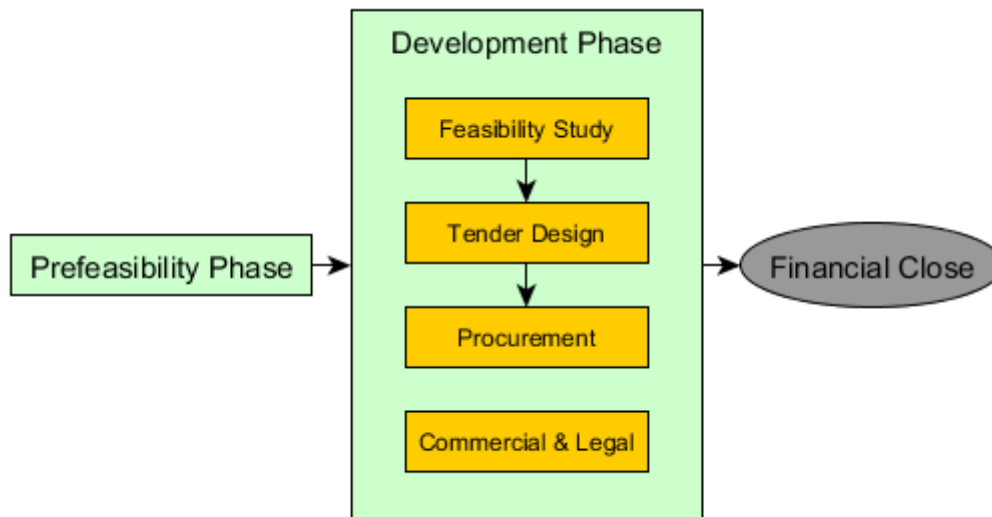 Development Phase
Feasibility Study
Tender Design
Prefeasibility Phase
Financial Close
Procurement
Commercial & Legal